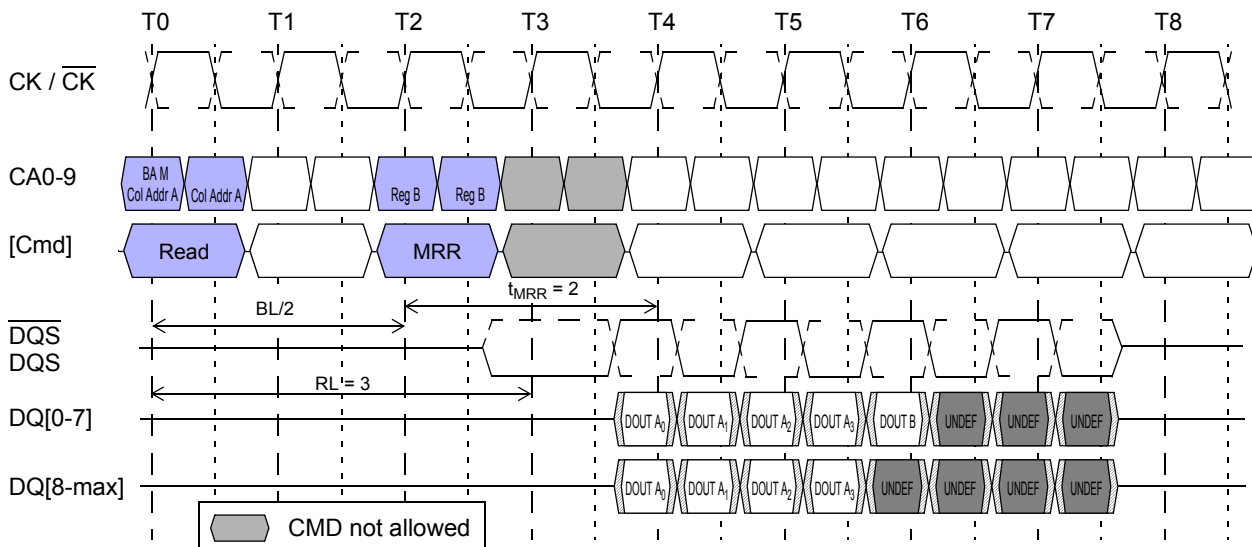 T0 T1 T2 T3 T4 T5 T6 T7 T8
CK / CK
CA0-9
BA M
Col Addr A
Col Addr A
Reg B
Reg B
[Cmd]
Read
MRR
tMRR = 2
BL/2
DQS
DQS
RL = 3
DQ[0-7]
DOUT A0 DOUT A1 DOUT A2 DOUT A3 DOUT B UNDEF UNDEF UNDEF
DQ[8-max]
DOUT A0 DOUT A1 DOUT A2 DOUT A3 UNDEF UNDEF UNDEF UNDEF
CMD not allowed